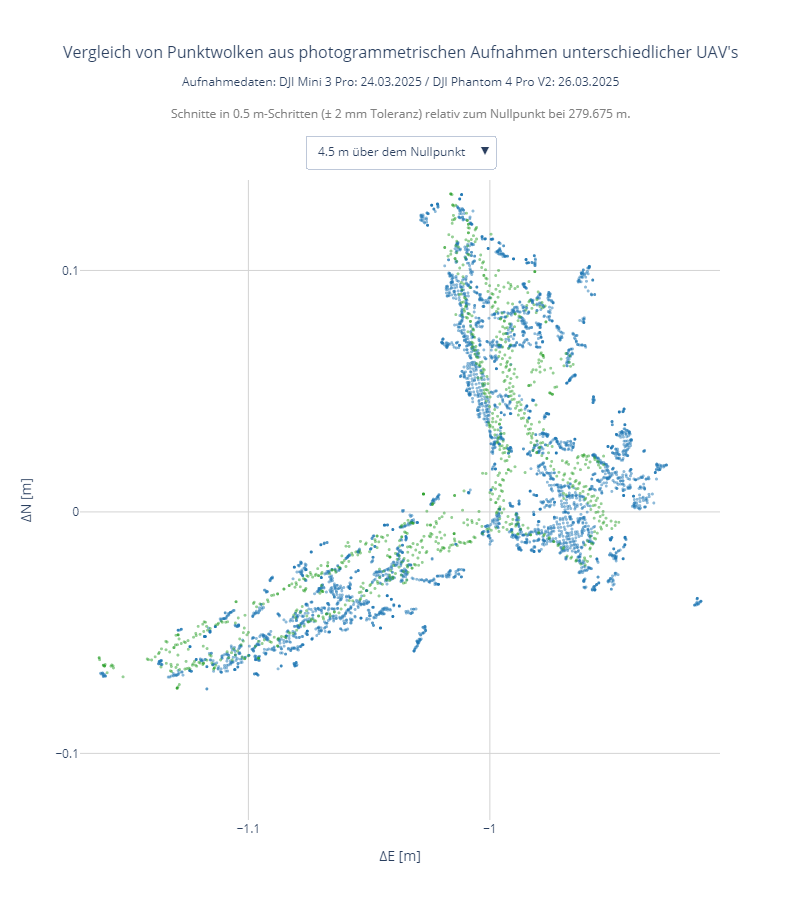 Vergleich von Punktwolken aus photogrammetrischen Aufnahmen unterschiedlicher UAV's
Aufnahmedaten: DJI Mini 3 Pro: 24.03.2025 / DJI Phantom 4 Pro V2: 26.03.2025
Schnitte in 0.5 m-Schritten (± 2 mm Toleranz) relativ zum Nullpunkt bei 279.675 m.
4.5 m über dem Nullpunkt ▼
0.1
0
−0.1
ΔN [m]
−1.1
−1
ΔE [m]